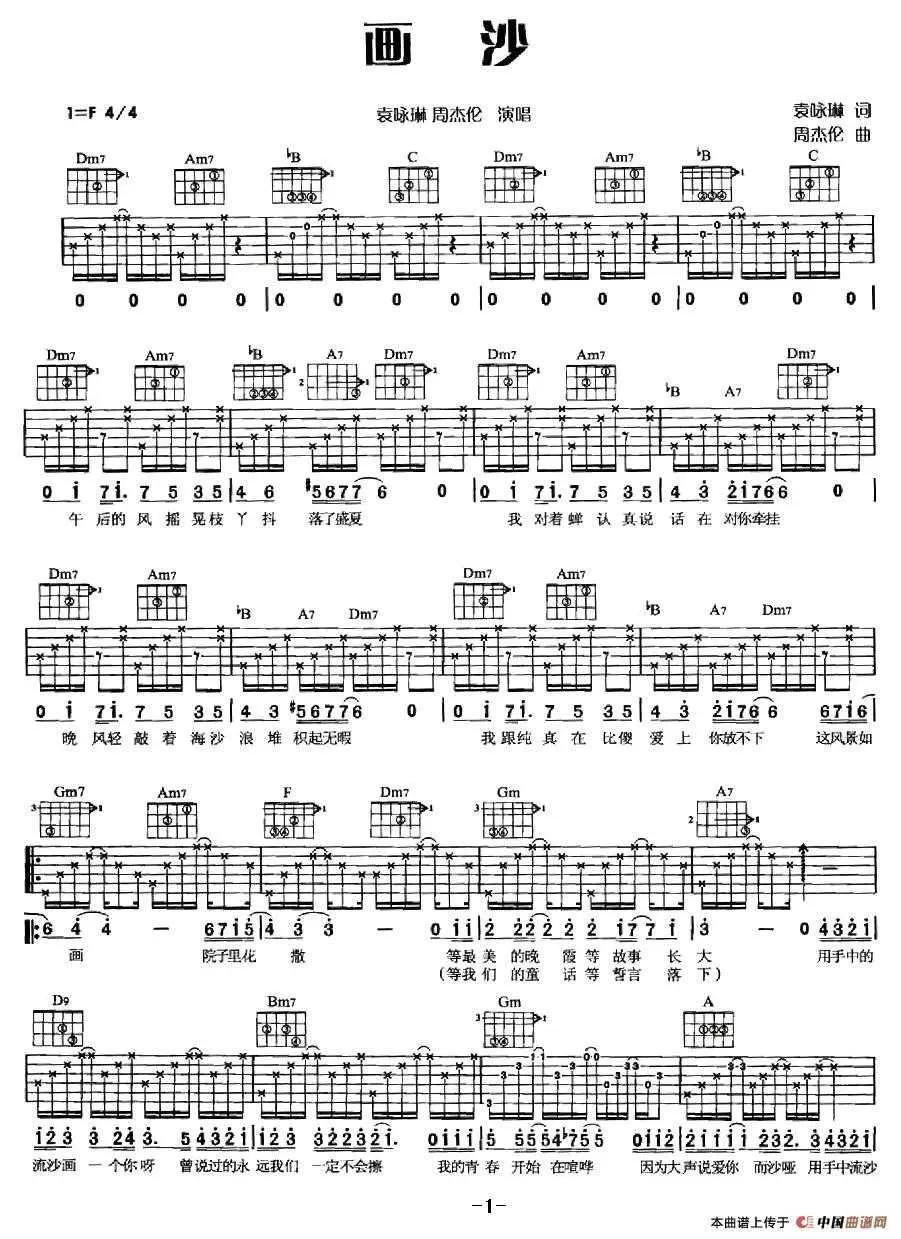 画 沙
1=F 4/4
袁咏琳 周杰伦 演唱
袁咏琳 词
周杰伦 曲
Dm7 Am7 ♭B C Dm7 Am7 ♭B C
0 0 0 0 | 0 0 0 0 | 0 0 0 0 | 0 0 0 0
Dm7 Am7 ♭B A7 Dm7 Dm7 Am7 ♭B A7 Dm7
午 后的 风 摇 晃枝 丫 抖 落了盛夏 我 对着 蝉 认 真说 话 在 对你牵挂
Dm7 Am7 ♭B A7 Dm7 Dm7 Am7 ♭B A7 Dm7
晚 风轻 敲 着 海沙 浪 堆 积起无暇 我 跟纯 真 在 比傻 爱 上 你放不下 这风景如
Gm7 Am7 F Dm7 Gm A7
画 院子里花 撒 等最 美 的晚 霞 等 故事 长 大 用手中的
(等我 们 的童 话 等 誓言 落 下)
D9 Bm7 Gm A
流沙画 一 个你 呀 曾说过的永 远我们 一定不会擦 我的青 春 开始 在喧哗 因为大声说爱你 而沙哑 用手中流沙
-1-
本曲谱上传于 中国曲谱网